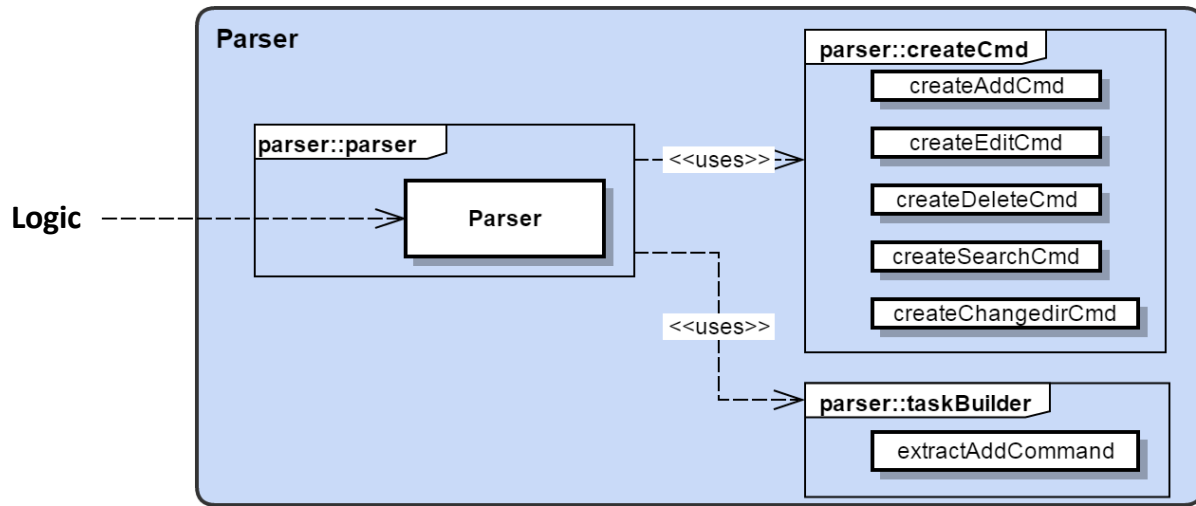 Parser
parser::createCmd
createAddCmd
createEditCmd
createDeleteCmd
createSearchCmd
createChangedirCmd
parser::parser
Parser
Logic
<<uses>>
<<uses>>
parser::taskBuilder
extractAddCommand